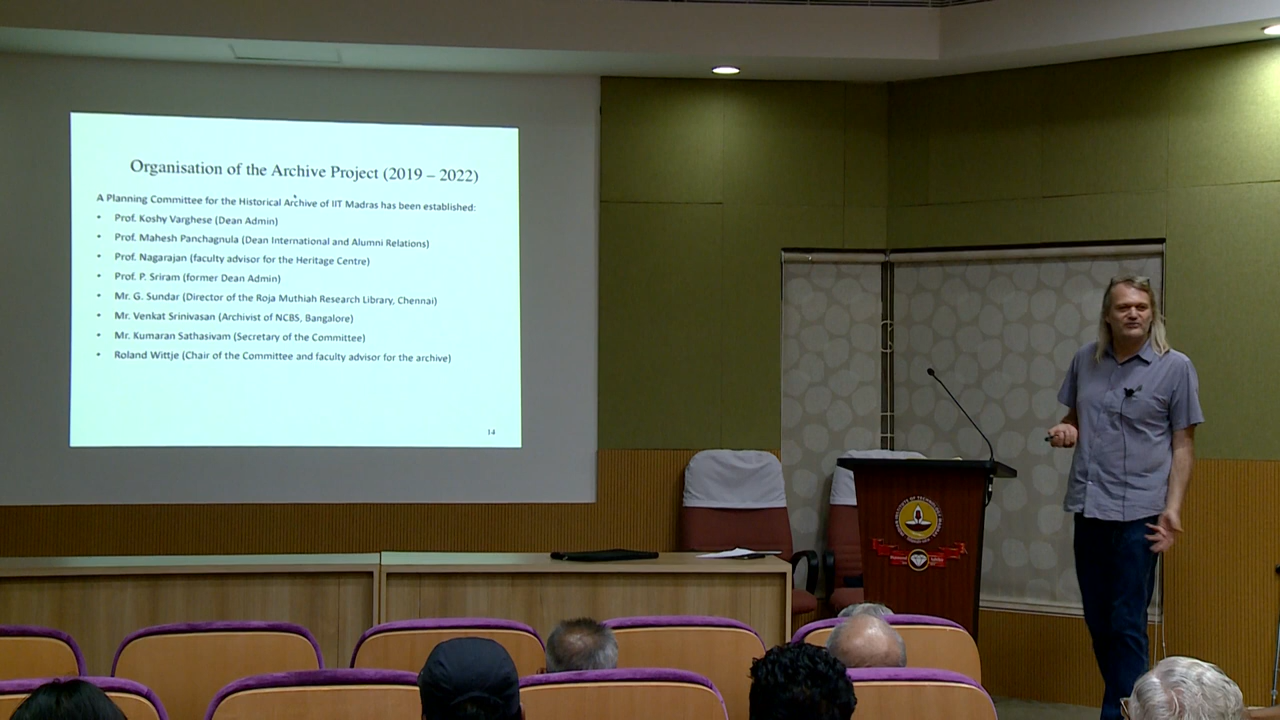 Organisation of the Archive Project (2019 – 2022)
A Planning Committee for the Historical Archive of IIT Madras has been established:
• Prof. Koshy Varghese (Dean Admin)
• Prof. Mahesh Panchagnula (Dean International and Alumni Relations)
• Prof. Nagarajan (faculty advisor for the Heritage Centre)
• Prof. P. Sriram (former Dean Admin)
• Mr. G. Sundar (Director of the Roja Muthiah Research Library, Chennai)
• Mr. Venkat Srinivasan (Archivist of NCBS, Bangalore)
• Mr. Kumaran Sathasivam (Secretary of the Committee)
• Roland Wittje (Chair of the Committee and faculty advisor for the archive)
14